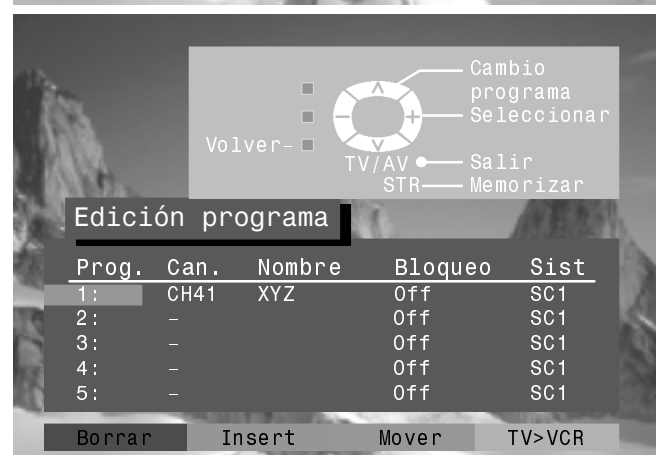 Cambio
programa
Seleccionar
Volver-
TV/AV Salir
STR Memorizar
Edición programa
Prog. Can. Nombre Bloqueo Sist
1: CH41 XYZ Off SC1
2: - Off SC1
3: - Off SC1
4: - Off SC1
5: - Off SC1
Borrar Insert Mover TV>VCR